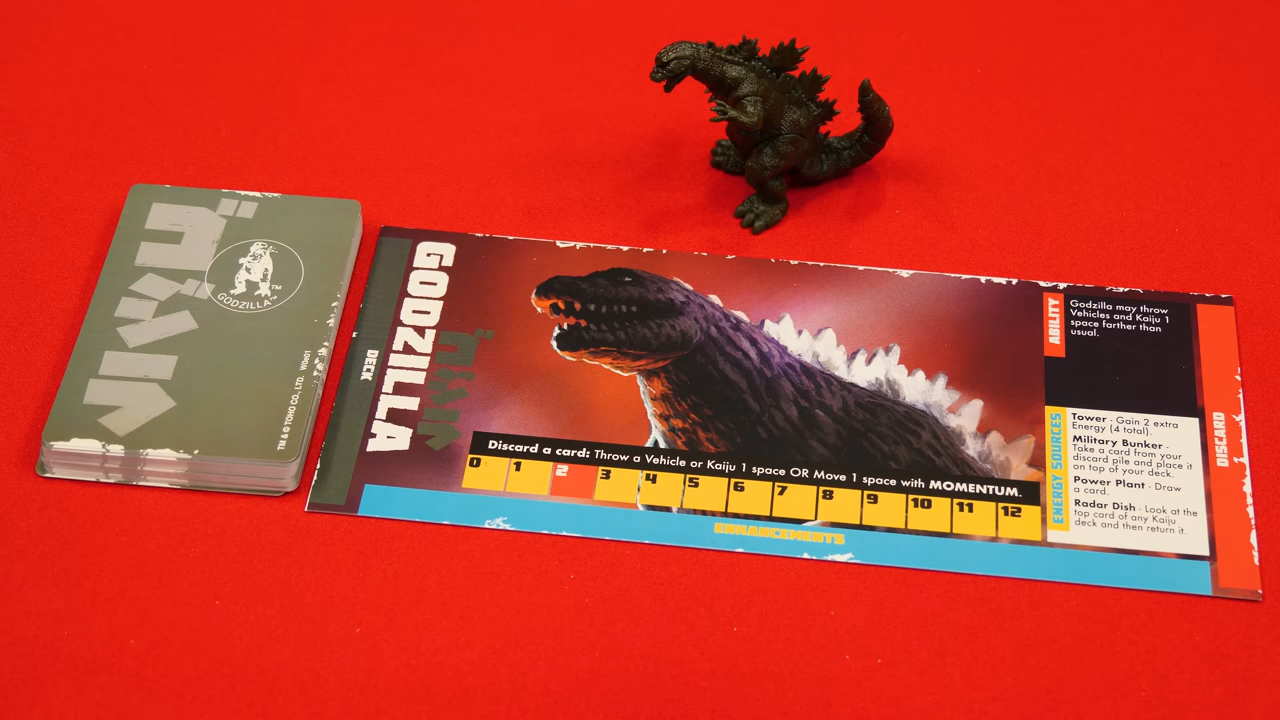 ゴジラ
GODZILLA™
TM & © TOHO CO., LTD. WDe01
DECK
GODZILLA
ゴジラ
Discard a card: Throw a Vehicle or Kaiju 1 space OR Move 1 space with MOMENTUM.
0 1 2 3 4 5 6 7 8 9 10 11 12
ENHANCEMENTS
ABILITY
Godzilla may throw
Vehicles and Kaiju 1
space farther than
usual.
ENERGY SOURCES
Tower - Gain 2 extra
Energy (4 total).
Military Bunker -
Take a card from your
discard pile and place it
on top of your deck.
Power Plant - Draw
a card.
Radar Dish - Look at the
top card of any Kaiju
deck and then return it.
DISCARD